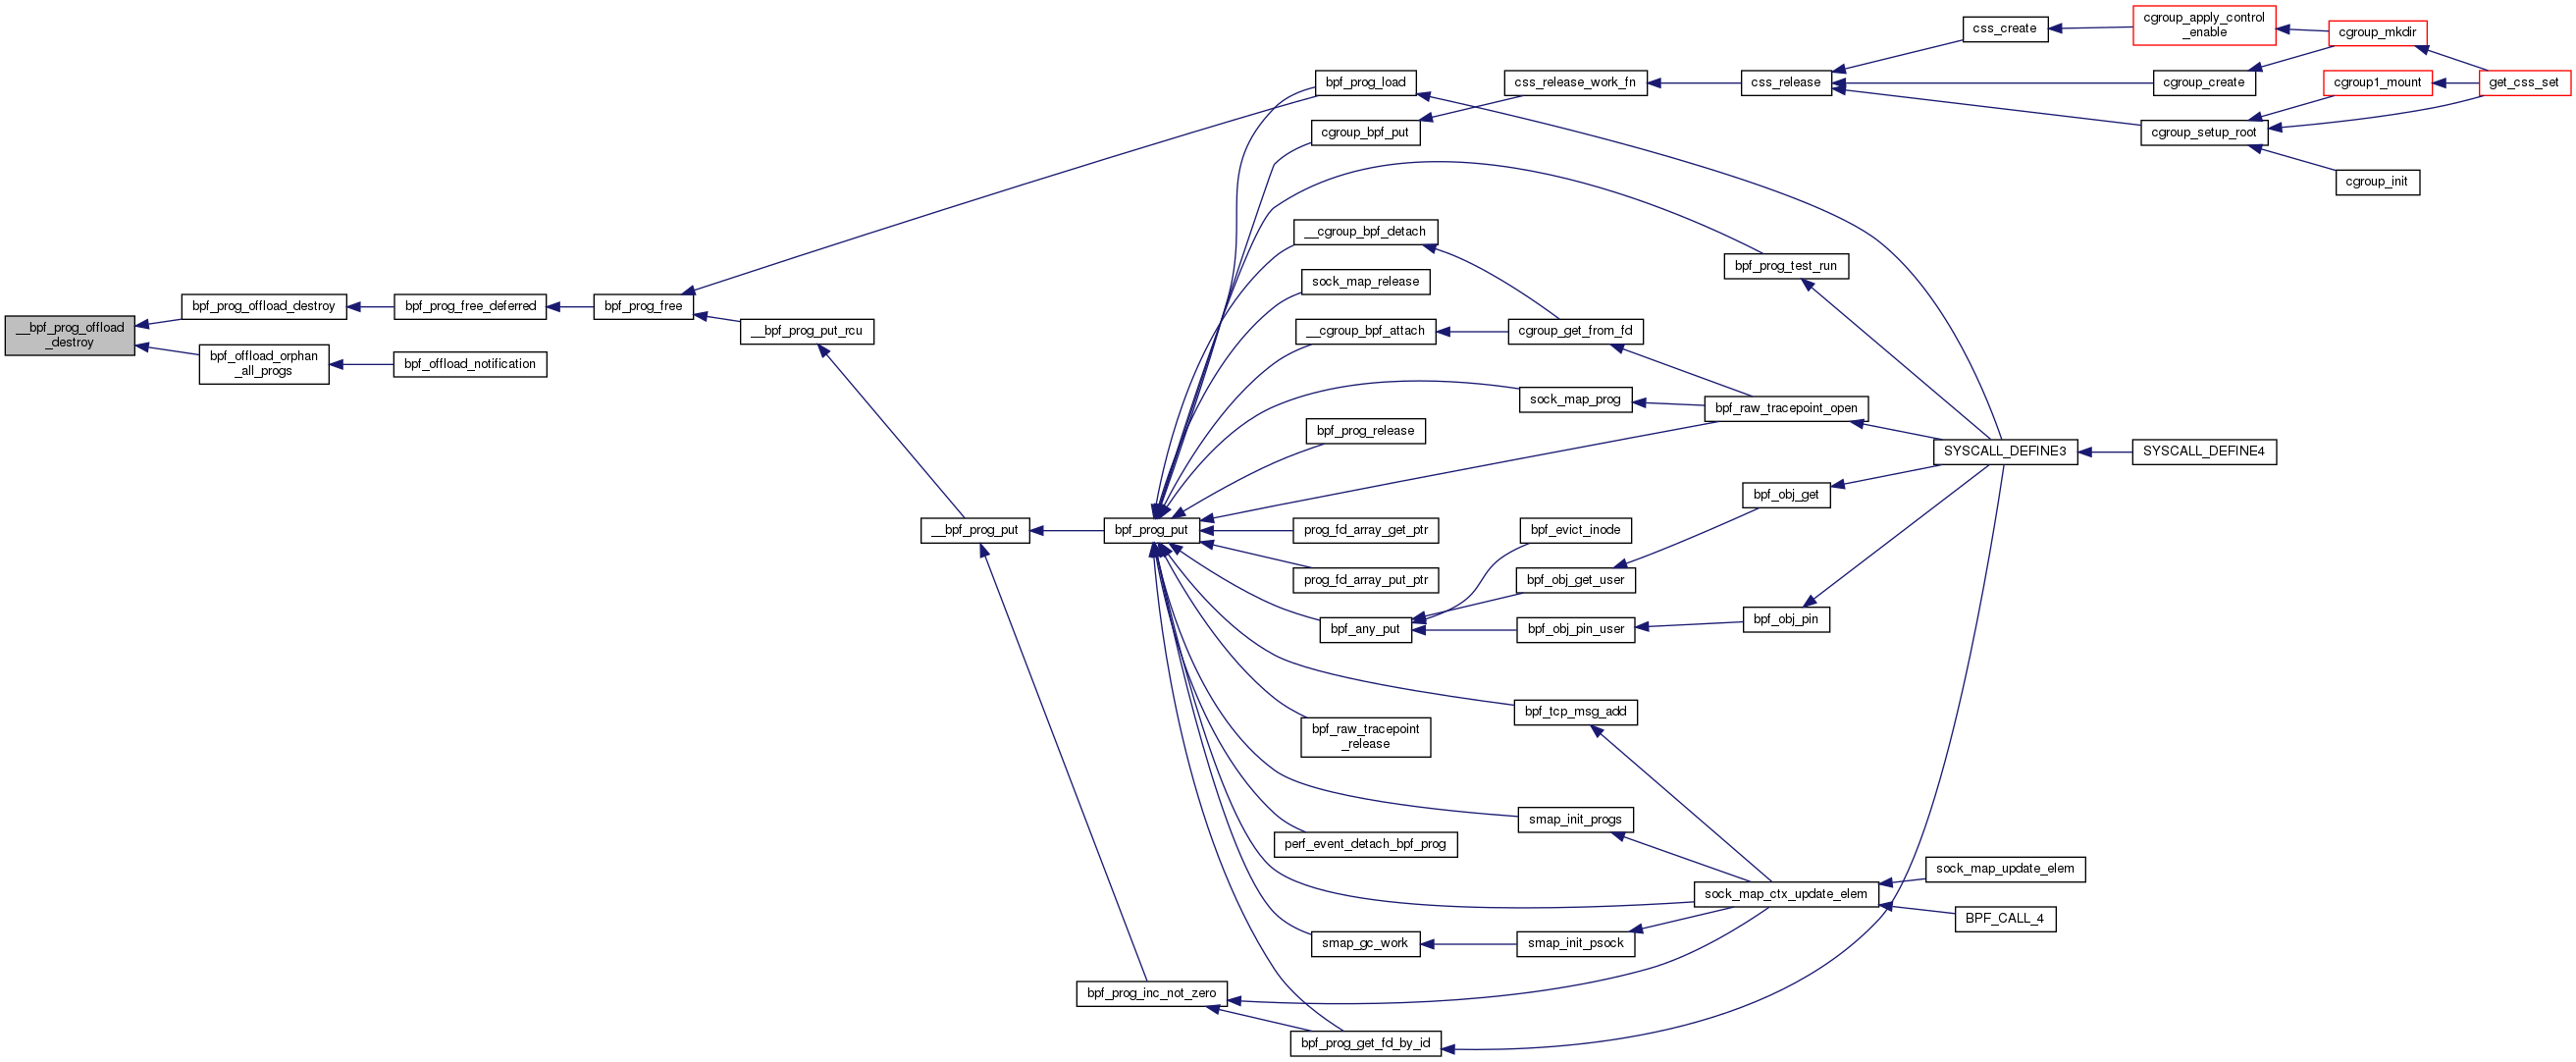 __bpf_prog_offload
_destroy
bpf_prog_offload_destroy
bpf_offload_orphan
_all_progs
bpf_prog_free_deferred
bpf_offload_notification
bpf_prog_free
__bpf_prog_put_rcu
__bpf_prog_put
bpf_prog_put
bpf_prog_inc_not_zero
bpf_prog_load
cgroup_bpf_put
__cgroup_bpf_detach
sock_map_release
__cgroup_bpf_attach
bpf_prog_release
prog_fd_array_get_ptr
prog_fd_array_put_ptr
bpf_any_put
bpf_raw_tracepoint
_release
perf_event_detach_bpf_prog
smap_gc_work
bpf_prog_get_fd_by_id
css_release_work_fn
cgroup_get_from_fd
sock_map_prog
bpf_evict_inode
bpf_obj_get_user
bpf_obj_pin_user
bpf_tcp_msg_add
smap_init_progs
smap_init_psock
css_release
bpf_prog_test_run
bpf_raw_tracepoint_open
bpf_obj_get
bpf_obj_pin
sock_map_ctx_update_elem
css_create
SYSCALL_DEFINE3
sock_map_update_elem
BPF_CALL_4
cgroup_apply_control
_enable
cgroup_create
cgroup_setup_root
SYSCALL_DEFINE4
cgroup_mkdir
cgroup1_mount
cgroup_init
get_css_set